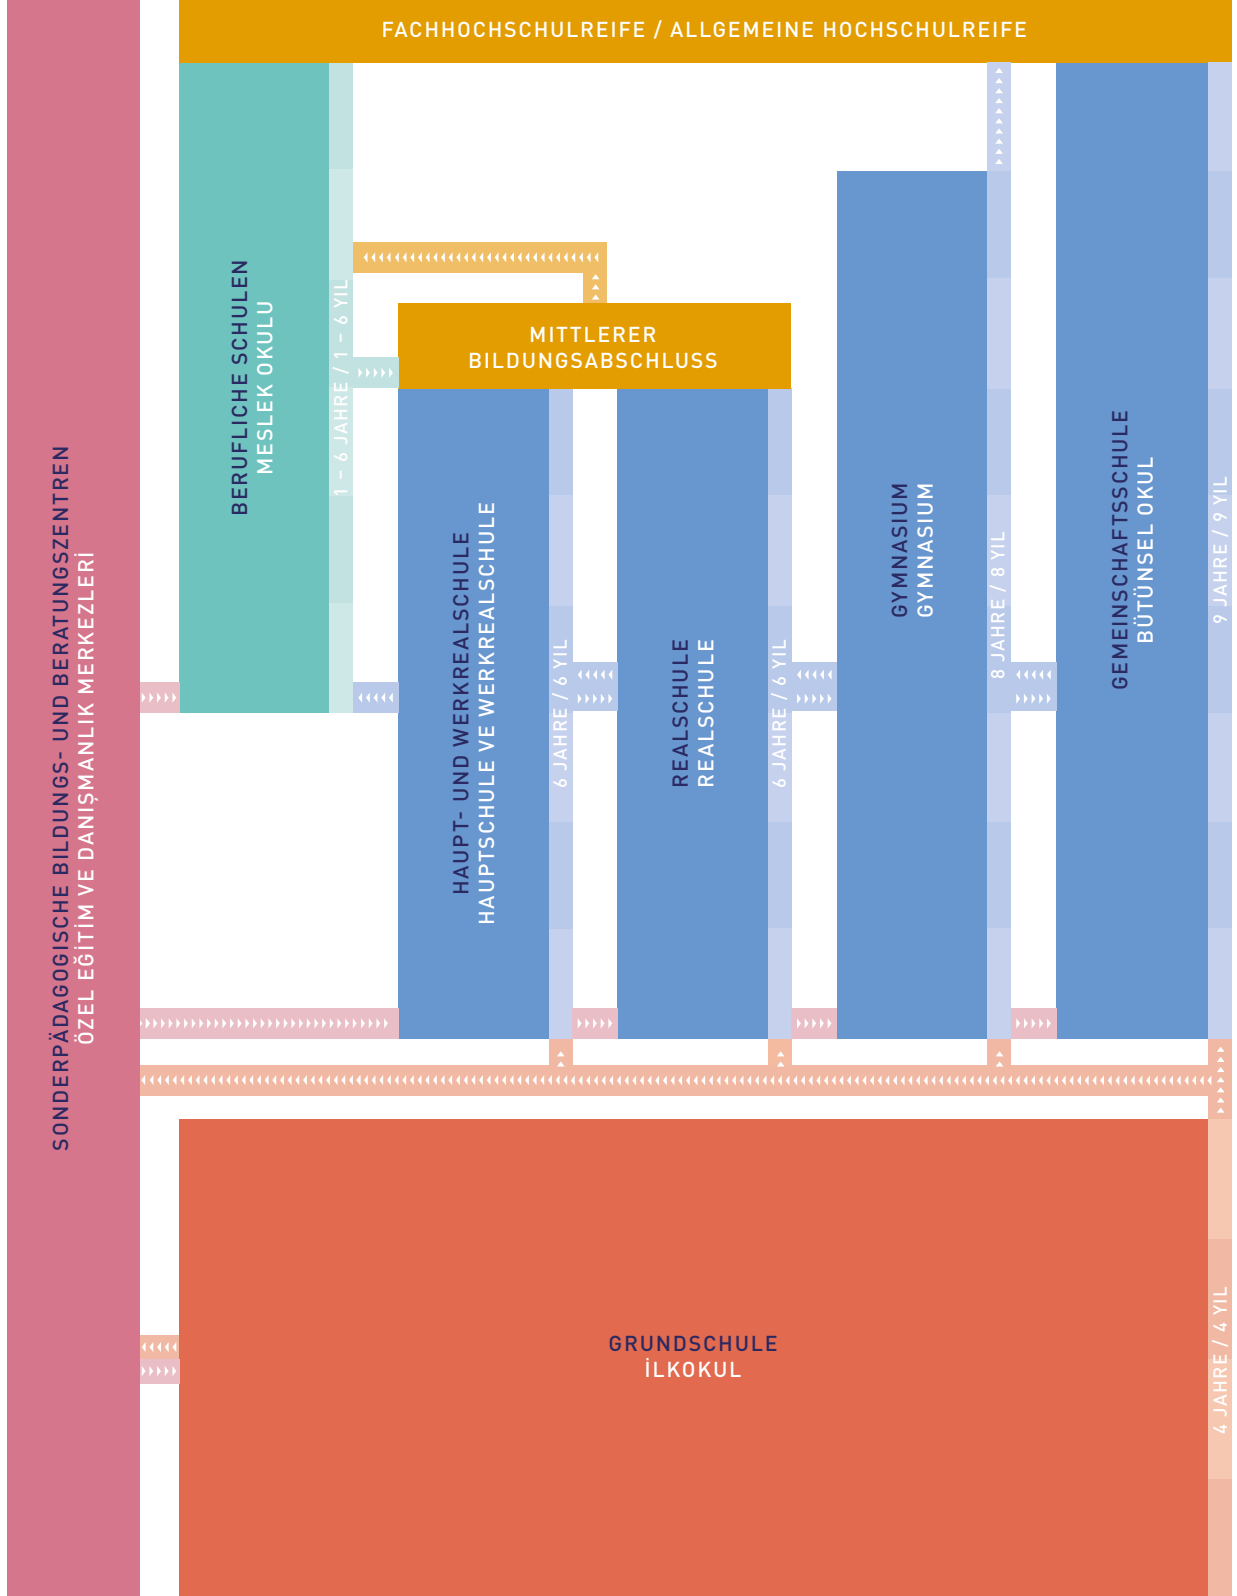 FACHHOCHSCHULREIFE / ALLGEMEINE HOCHSCHULREIFE
SONDERPÄDAGOGISCHE BILDUNGS- UND BERATUNGSZENTREN
ÖZEL EĞİTİM VE DANIŞMANLIK MERKEZLERİ
BERUFLICHE SCHULEN
MESLEK OKULU
1 – 6 JAHRE / 1 – 6 YIL
MITTLERER
BILDUNGSABSCHLUSS
HAUPT- UND WERKREALSCHULE
HAUPTSCHULE VE WERKREALSCHULE
6 JAHRE / 6 YIL
REALSCHULE
REALSCHULE
6 JAHRE / 6 YIL
GYMNASIUM
GYMNASIUM
8 JAHRE / 8 YIL
GEMEINSCHAFTSSCHULE
BÜTÜNSEL OKUL
9 JAHRE / 9 YIL
GRUNDSCHULE
İLKOKUL
4 JAHRE / 4 YIL